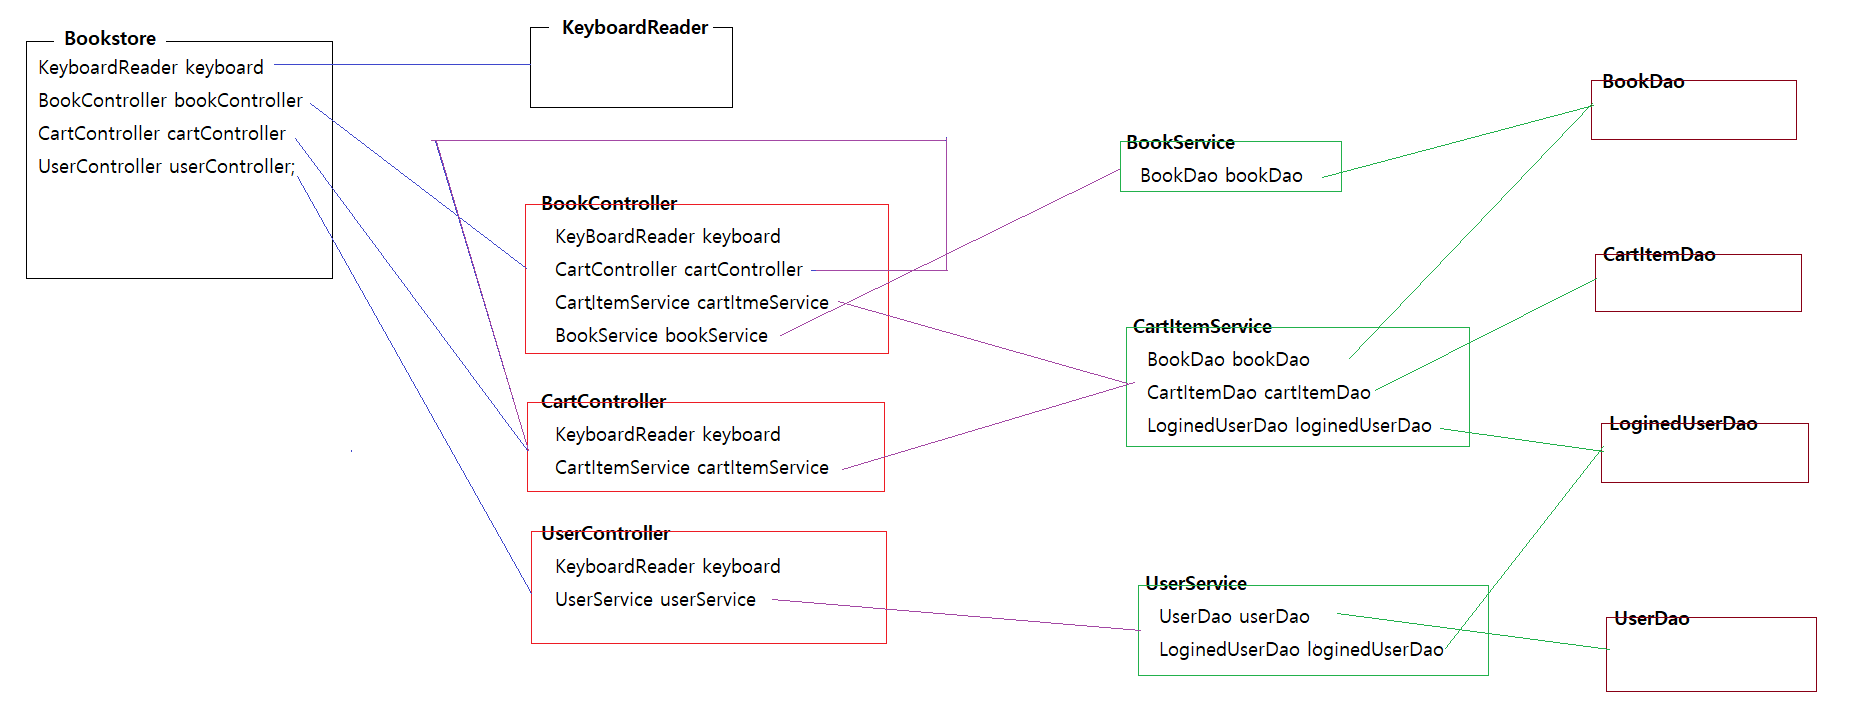 Bookstore
KeyboardReader keyboard
BookController bookController
CartController cartController
UserController userController;
KeyboardReader
BookController
KeyBoardReader keyboard
CartController cartController
CartItemService cartItmeService
BookService bookService
CartController
KeyboardReader keyboard
CartItemService cartItemService
UserController
KeyboardReader keyboard
UserService userService
BookService
BookDao bookDao
CartItemService
BookDao bookDao
CartItemDao cartItemDao
LoginedUserDao loginedUserDao
UserService
UserDao userDao
LoginedUserDao loginedUserDao
BookDao
CartItemDao
LoginedUserDao
UserDao